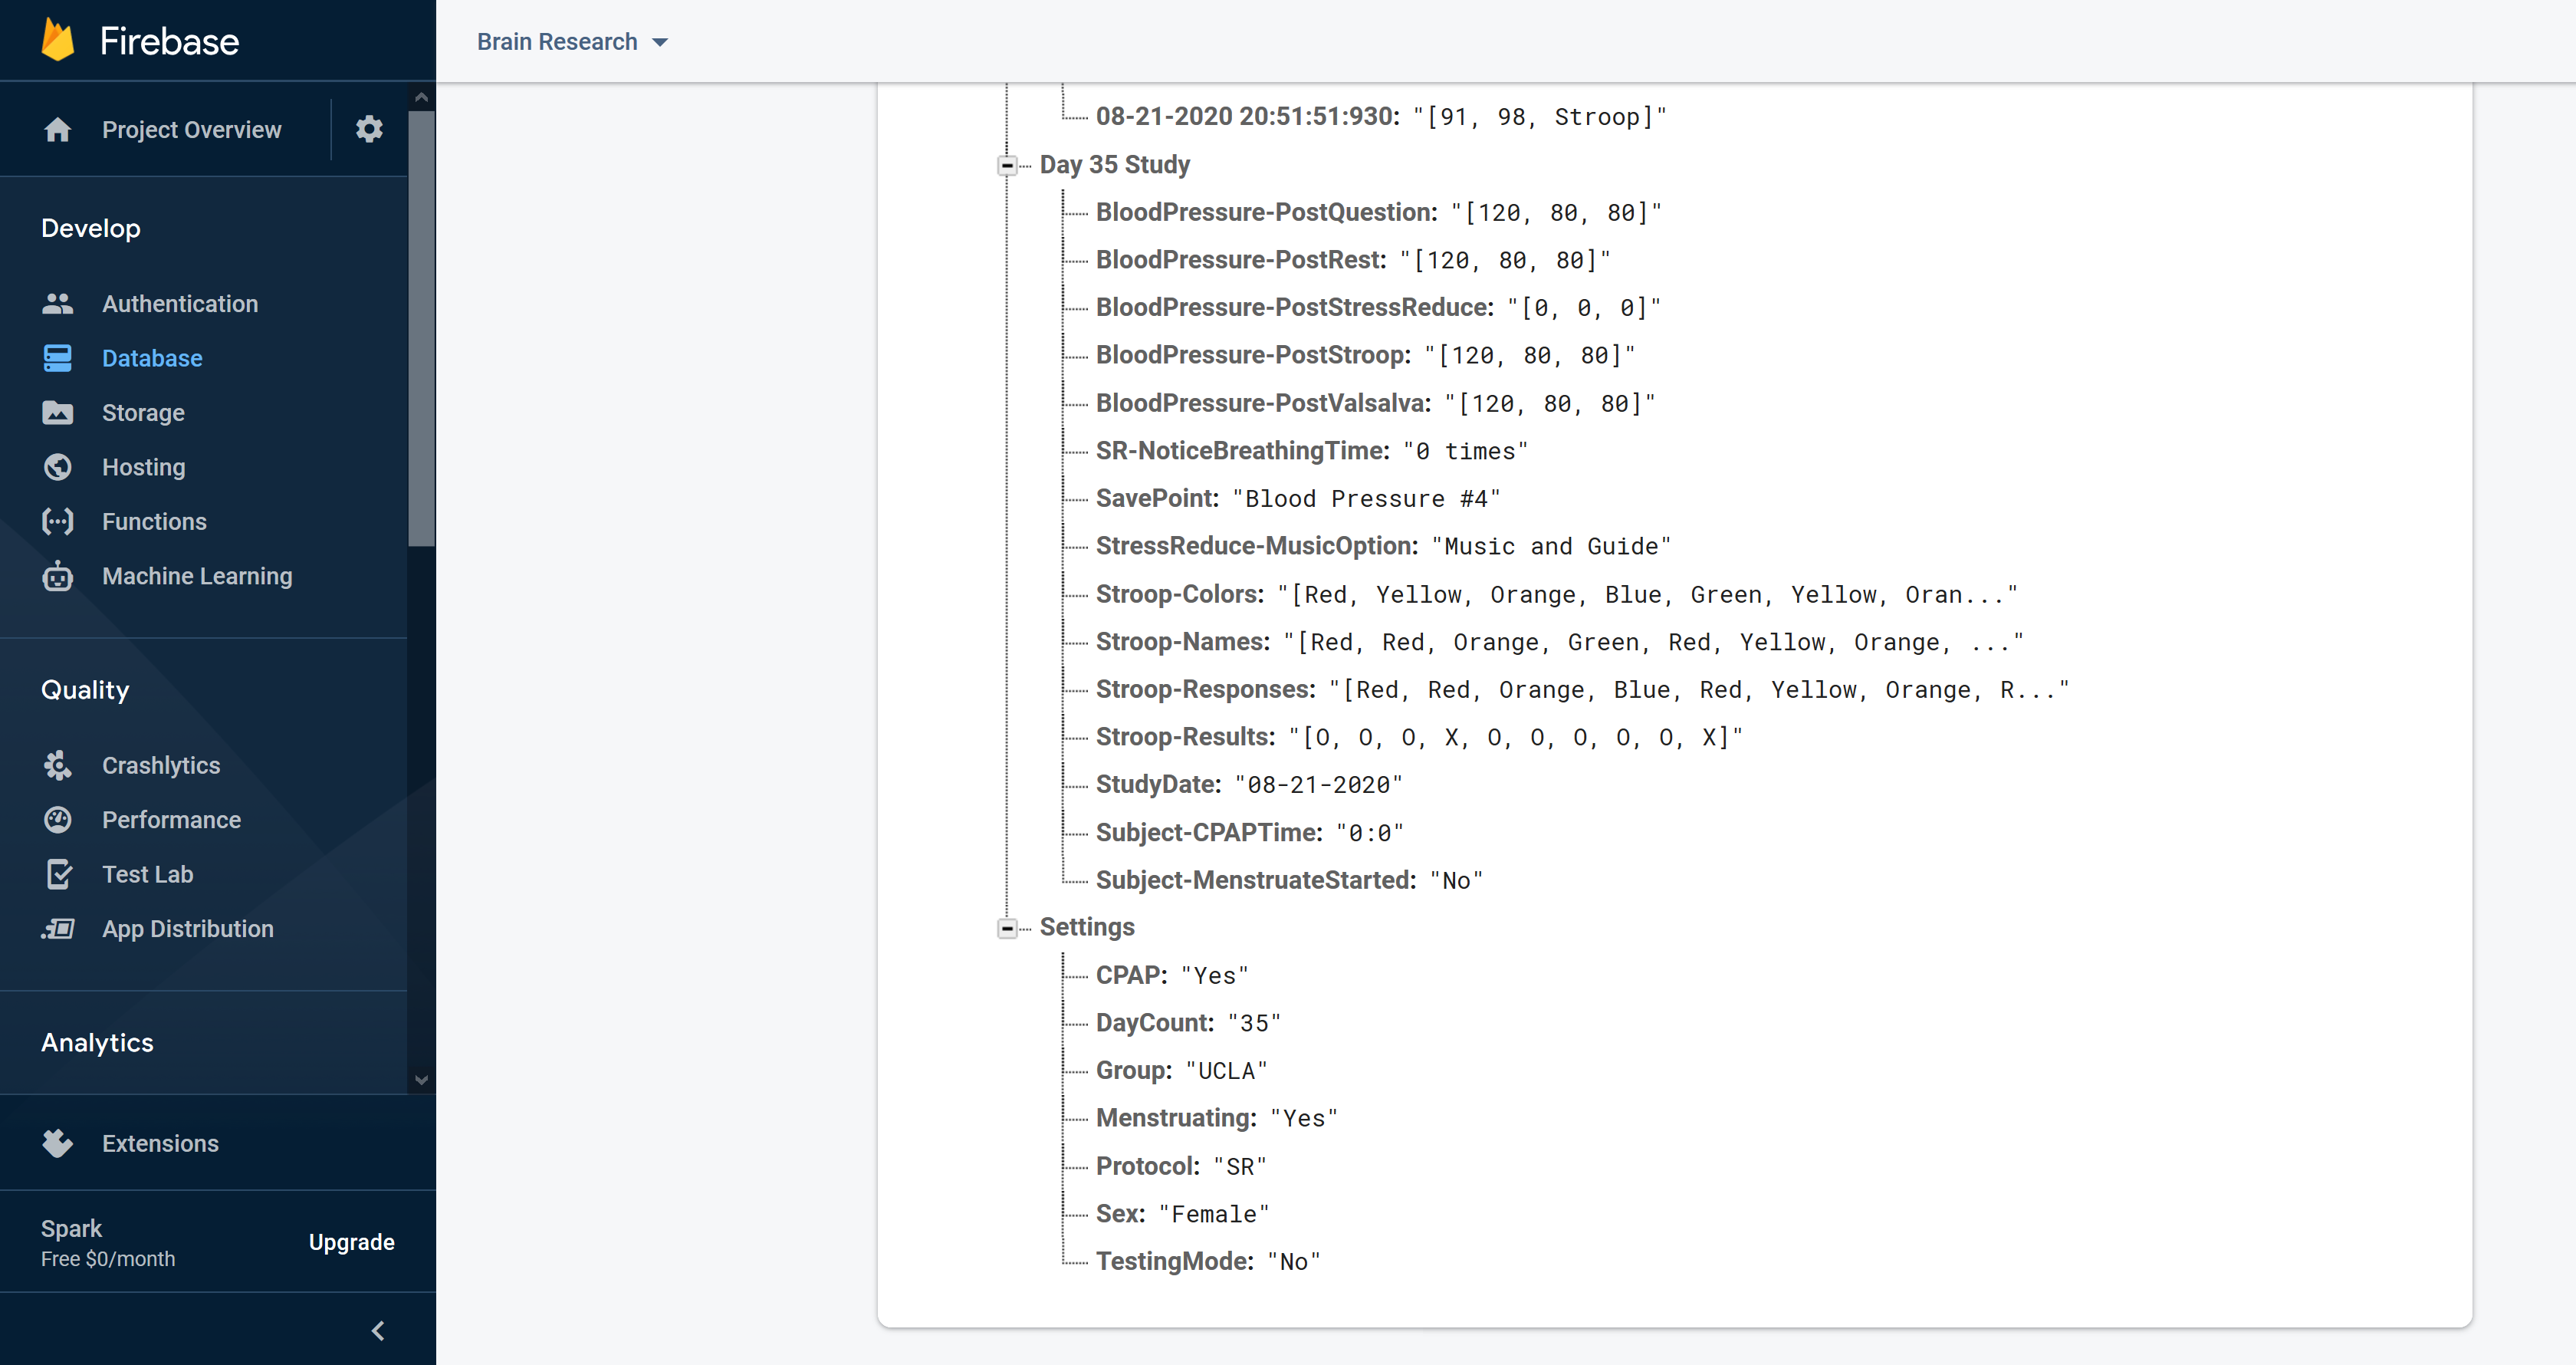 Firebase
Brain Research
Project Overview
Develop
Authentication
Database
Storage
Hosting
Functions
Machine Learning
Quality
Crashlytics
Performance
Test Lab
App Distribution
Analytics
Extensions
Spark
Free $0/month
Upgrade
08-21-2020 20:51:51:930: "[91, 98, Stroop]"
Day 35 Study
BloodPressure-PostQuestion: "[120, 80, 80]"
BloodPressure-PostRest: "[120, 80, 80]"
BloodPressure-PostStressReduce: "[0, 0, 0]"
BloodPressure-PostStroop: "[120, 80, 80]"
BloodPressure-PostValsalva: "[120, 80, 80]"
SR-NoticeBreathingTime: "0 times"
SavePoint: "Blood Pressure #4"
StressReduce-MusicOption: "Music and Guide"
Stroop-Colors: "[Red, Yellow, Orange, Blue, Green, Yellow, Oran..."
Stroop-Names: "[Red, Red, Orange, Green, Red, Yellow, Orange, ..."
Stroop-Responses: "[Red, Red, Orange, Blue, Red, Yellow, Orange, R..."
Stroop-Results: "[O, O, O, X, O, O, O, O, O, X]"
StudyDate: "08-21-2020"
Subject-CPAPTime: "0:0"
Subject-MenstruateStarted: "No"
Settings
CPAP: "Yes"
DayCount: "35"
Group: "UCLA"
Menstruating: "Yes"
Protocol: "SR"
Sex: "Female"
TestingMode: "No"